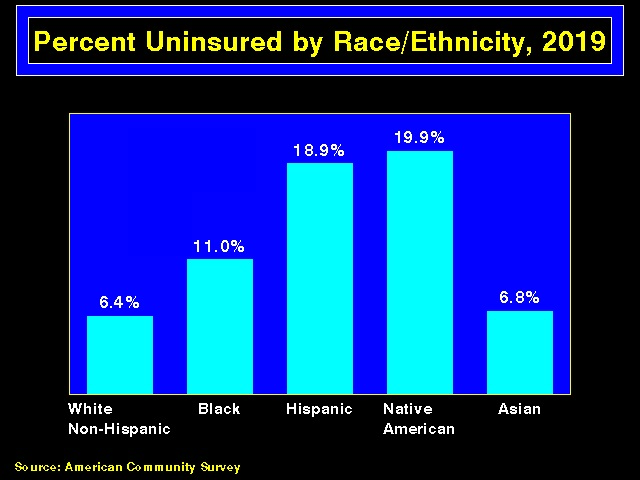 Percent Uninsured by Race/Ethnicity, 2019
19.9%
18.9%
11.0%
6.4%
6.8%
White
Non-Hispanic
Black
Hispanic
Native
American
Asian
Source: American Community Survey